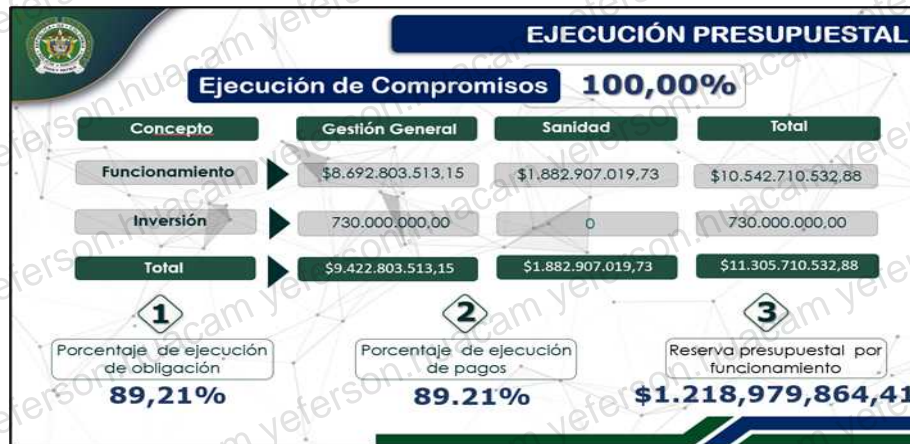 EJECUCIÓN PRESUPUESTAL
Ejecución de Compromisos 100,00%
Concepto Gestión General Sanidad Total
Funcionamiento $8.692.803.513,15 $1.882.907.019,73 $10.542.710.532,88
Inversión 730.000.000,00 0 730.000.000,00
Total $9.422.803.513,15 $1.882.907.019,73 $11.305.710.532,88
1 2 3
Porcentaje de ejecución de obligación
89,21%
Porcentaje de ejecución de pagos
89.21%
Reserva presupuestal por funcionamiento
$1.218,979,864,41
yeferson.huacam